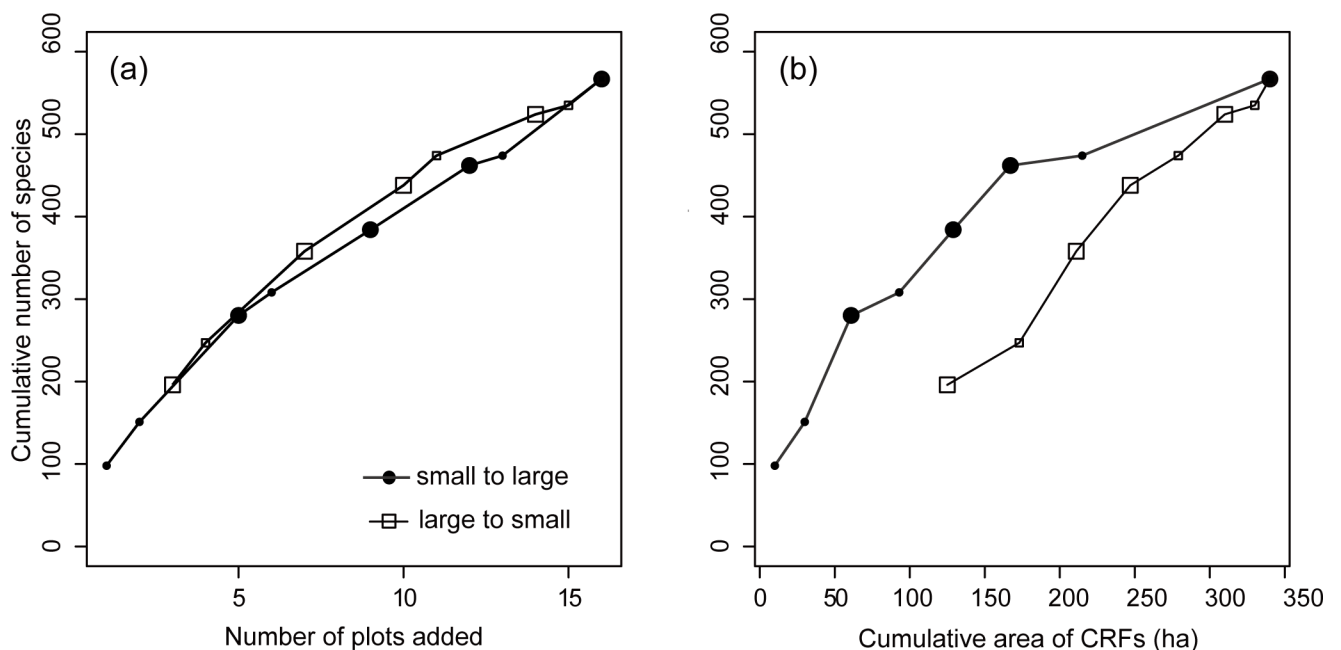 (a)
Cumulative number of species
600
500
400
300
200
100
0
5 10 15
Number of plots added
small to large
large to small
(b)
600
500
400
300
200
100
0
0 50 100 150 200 250 300 350
Cumulative area of CRFs (ha)